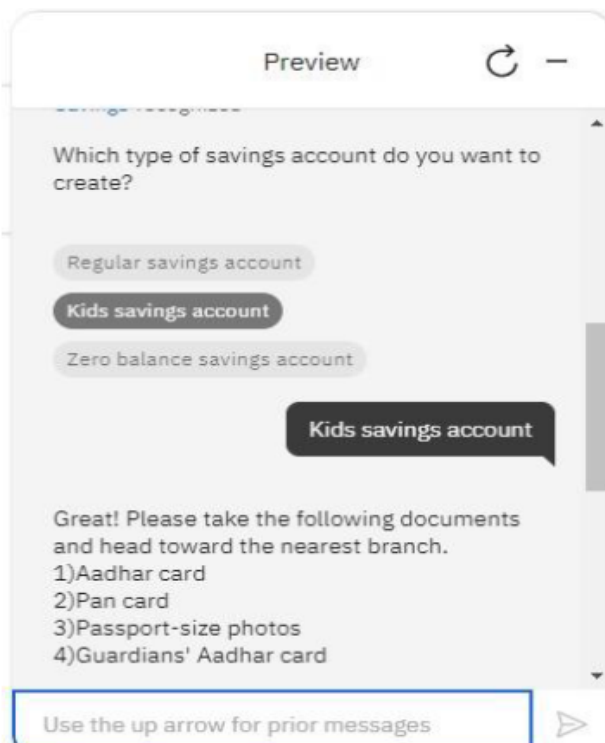 Preview
Which type of savings account do you want to
create?
Regular savings account
Kids savings account
Zero balance savings account
Kids savings account
Great! Please take the following documents
and head toward the nearest branch.
1)Aadhar card
2)Pan card
3)Passport-size photos
4)Guardians' Aadhar card
Use the up arrow for prior messages